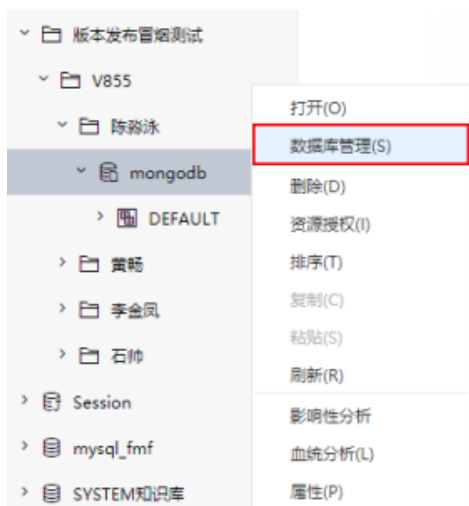 版本发布冒烟测试
V855
陈淼泳
mongodb
DEFAULT
黄畅
李金凤
石帅
Session
mysql_fmf
SYSTEM知识库
打开(O)
数据库管理(S)
删除(D)
资源授权(I)
排序(T)
复制(C)
粘贴(S)
刷新(R)
影响性分析
血统分析(L)
属性(P)